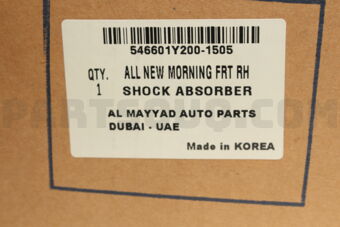 546601Y200-1505
QTY. ALL NEW MORNING FRT RH
1 SHOCK ABSORBER
AL MAYYAD AUTO PARTS
DUBAI - UAE
Made in KOREA